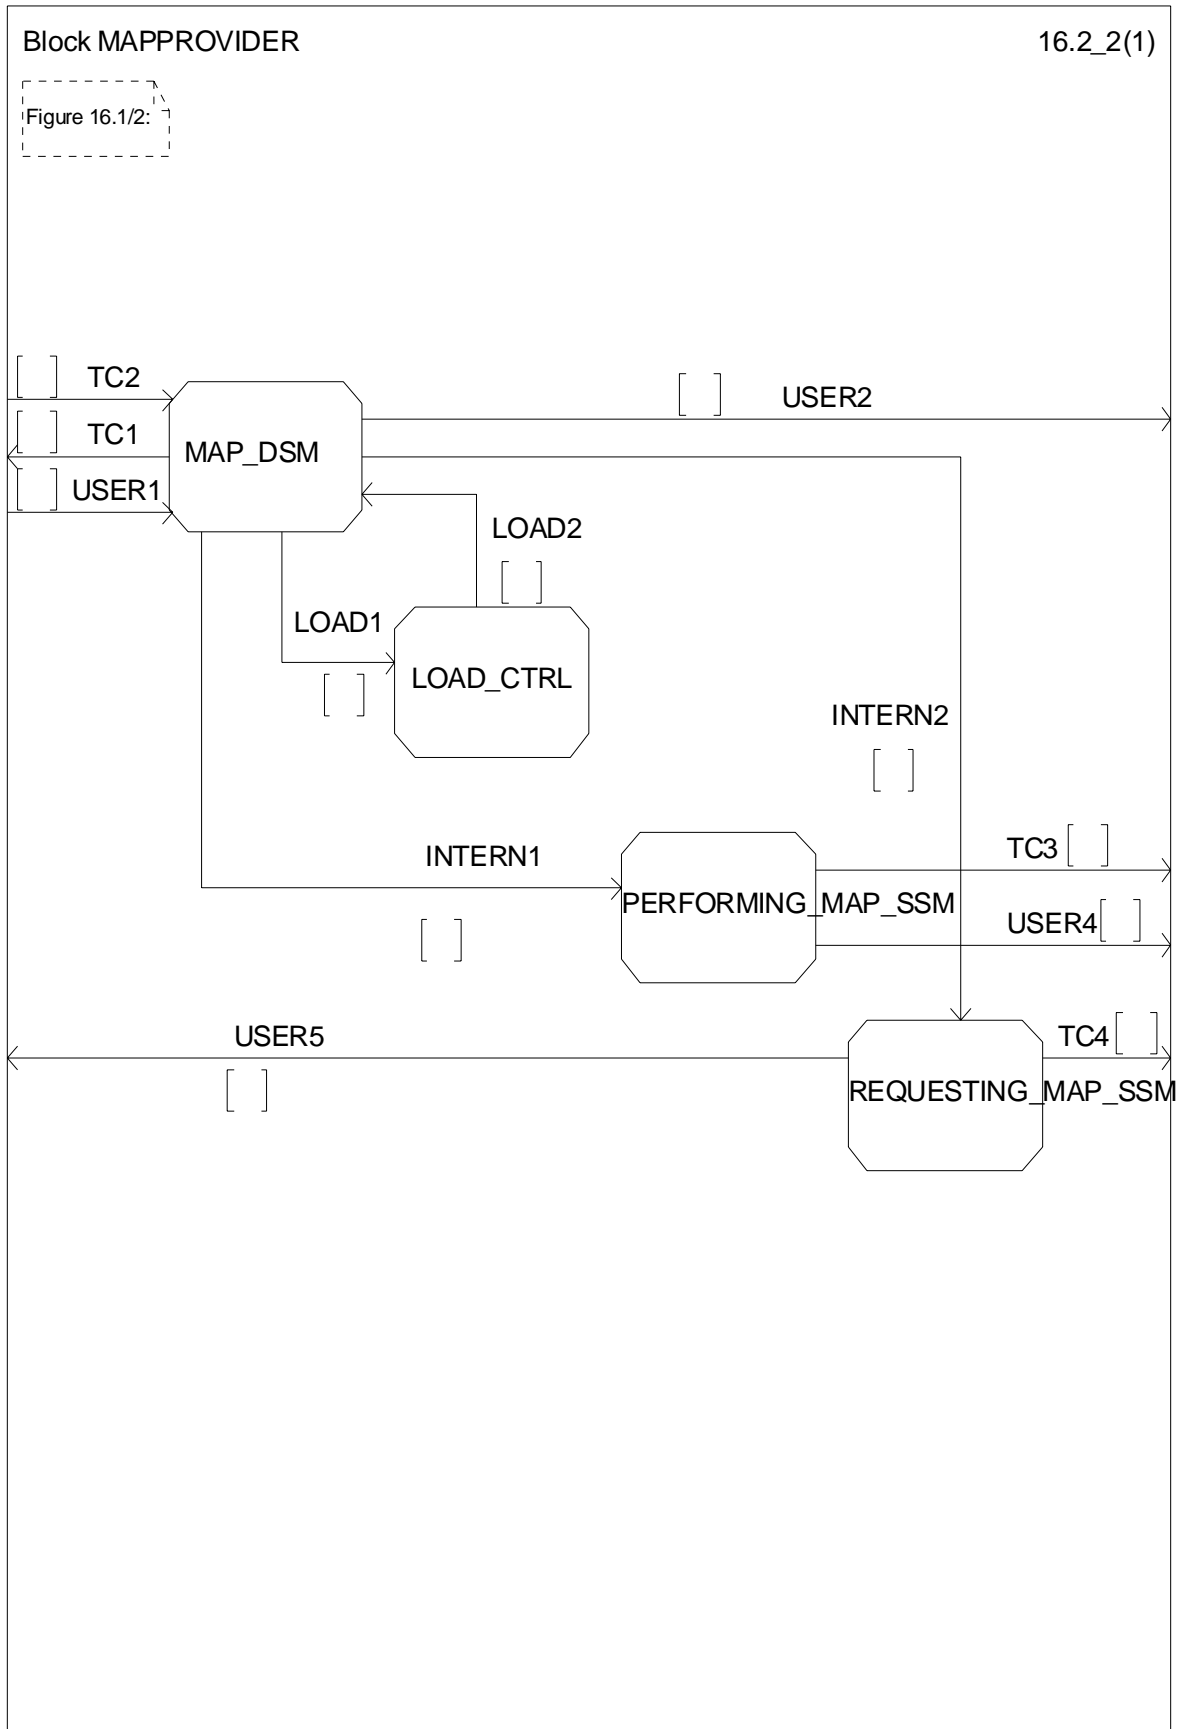 Block MAPPROVIDER
16.2_2(1)
Figure 16.1/2:
TC2
USER2
TC1
MAP_DSM
USER1
LOAD2
LOAD1
LOAD_CTRL
INTERN2
INTERN1
TC3
PERFORMING_MAP_SSM
USER4
USER5
TC4
REQUESTING_MAP_SSM